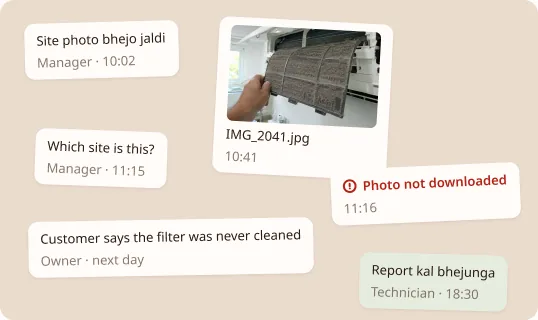 Site photo bhejo jaldi
Manager · 10:02
IMG_2041.jpg
10:41
Which site is this?
Manager · 11:15
Photo not downloaded
11:16
Customer says the filter was never cleaned
Owner · next day
Report kal bhejunga
Technician · 18:30